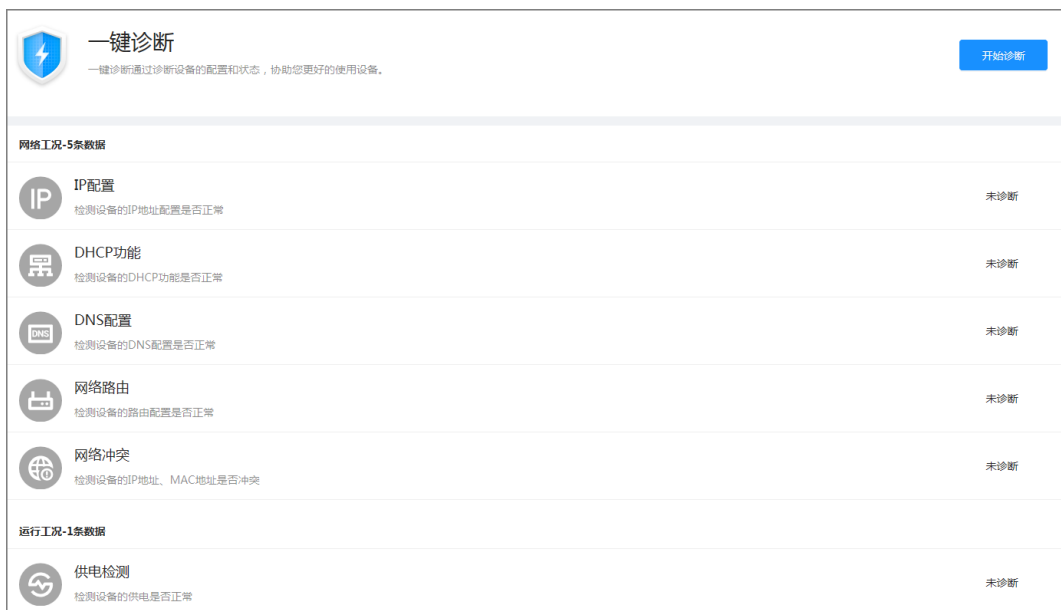 一键诊断
一键诊断通过诊断设备的配置和状态，协助您更好的使用设备。
开始诊断
网络工况-5条数据
IP
IP配置
检测设备的IP地址配置是否正常
未诊断
DHCP功能
检测设备的DHCP功能是否正常
未诊断
DNS
DNS配置
检测设备的DNS配置是否正常
未诊断
网络路由
检测设备的路由配置是否正常
未诊断
网络冲突
检测设备的IP地址、MAC地址是否冲突
未诊断
运行工况-1条数据
供电检测
检测设备的供电是否正常
未诊断